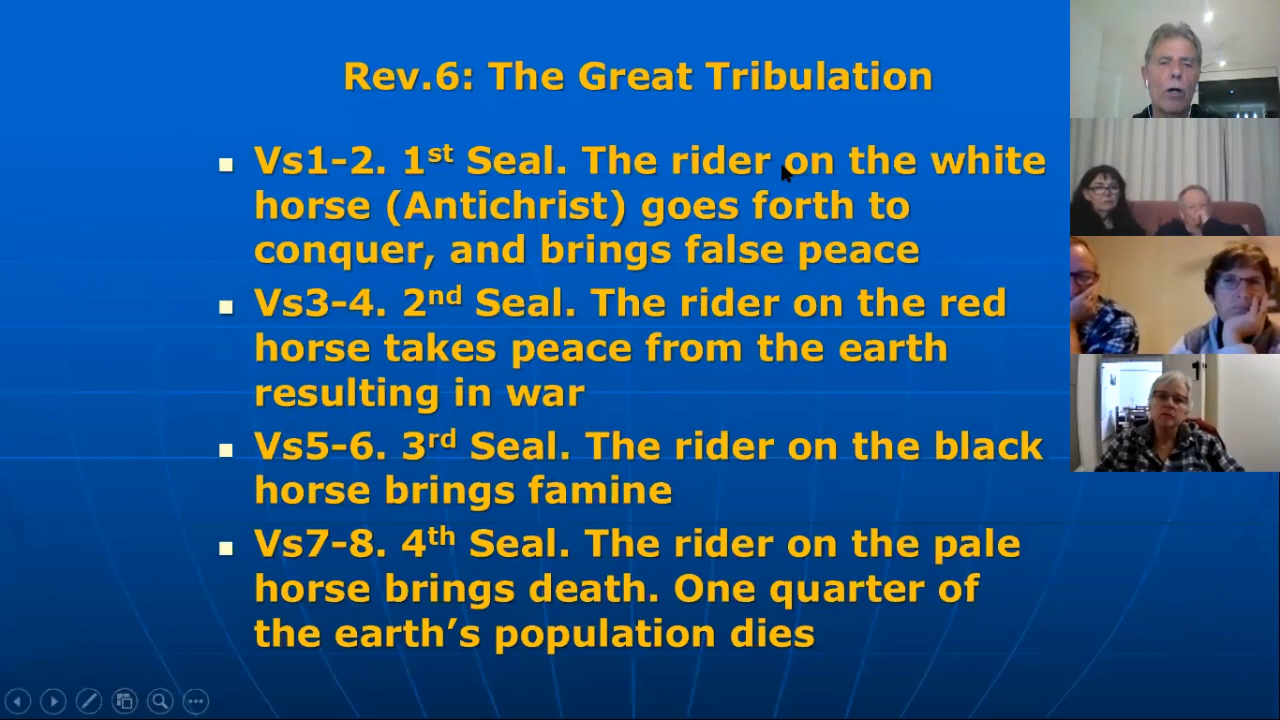 Rev.6: The Great Tribulation
Vs1-2. 1st Seal. The rider on the white
horse (Antichrist) goes forth to
conquer, and brings false peace
Vs3-4. 2nd Seal. The rider on the red
horse takes peace from the earth
resulting in war
Vs5-6. 3rd Seal. The rider on the black
horse brings famine
Vs7-8. 4th Seal. The rider on the pale
horse brings death. One quarter of
the earth’s population dies